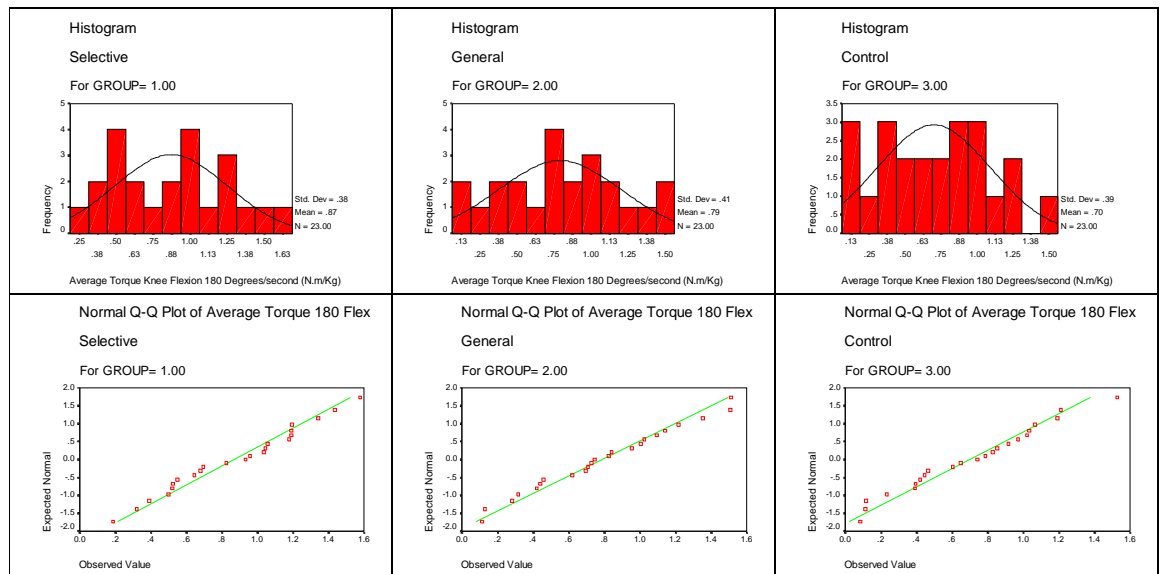 Histogram
Selective
For GROUP= 1.00
5
4
3
2
1
0
Frequency
Std. Dev = .38
Mean = .87
N = 23.00
.25 .50 .75 1.00 1.25 1.50
.38 .63 .88 1.13 1.38 1.63
Average Torque Knee Flexion 180 Degrees/second (N.m/Kg)
Histogram
General
For GROUP= 2.00
5
4
3
2
1
0
Frequency
Std. Dev = .41
Mean = .79
N = 23.00
.13 .38 .63 .88 1.13 1.38
.25 .50 .75 1.00 1.25 1.50
Average Torque Knee Flexion 180 Degrees/second (N.m/Kg)
Histogram
Control
For GROUP= 3.00
3.5
3.0
2.5
2.0
1.5
1.0
.5
0.0
Frequency
Std. Dev = .39
Mean = .70
N = 23.00
.13 .38 .63 .88 1.13 1.38
.25 .50 .75 1.00 1.25 1.50
Average Torque Knee Flexion 180 Degrees/second (N.m/Kg)
Normal Q-Q Plot of Average Torque 180 Flex
Selective
For GROUP= 1.00
2.0
1.5
1.0
.5
0.0
-.5
-1.0
-1.5
-2.0
Expected Normal
0.0 .2 .4 .6 .8 1.0 1.2 1.4 1.6
Observed Value
Normal Q-Q Plot of Average Torque 180 Flex
General
For GROUP= 2.00
2.0
1.5
1.0
.5
0.0
-.5
-1.0
-1.5
-2.0
Expected Normal
0.0 .2 .4 .6 .8 1.0 1.2 1.4 1.6
Observed Value
Normal Q-Q Plot of Average Torque 180 Flex
Control
For GROUP= 3.00
2.0
1.5
1.0
.5
0.0
-.5
-1.0
-1.5
-2.0
Expected Normal
0.0 .2 .4 .6 .8 1.0 1.2 1.4 1.6
Observed Value